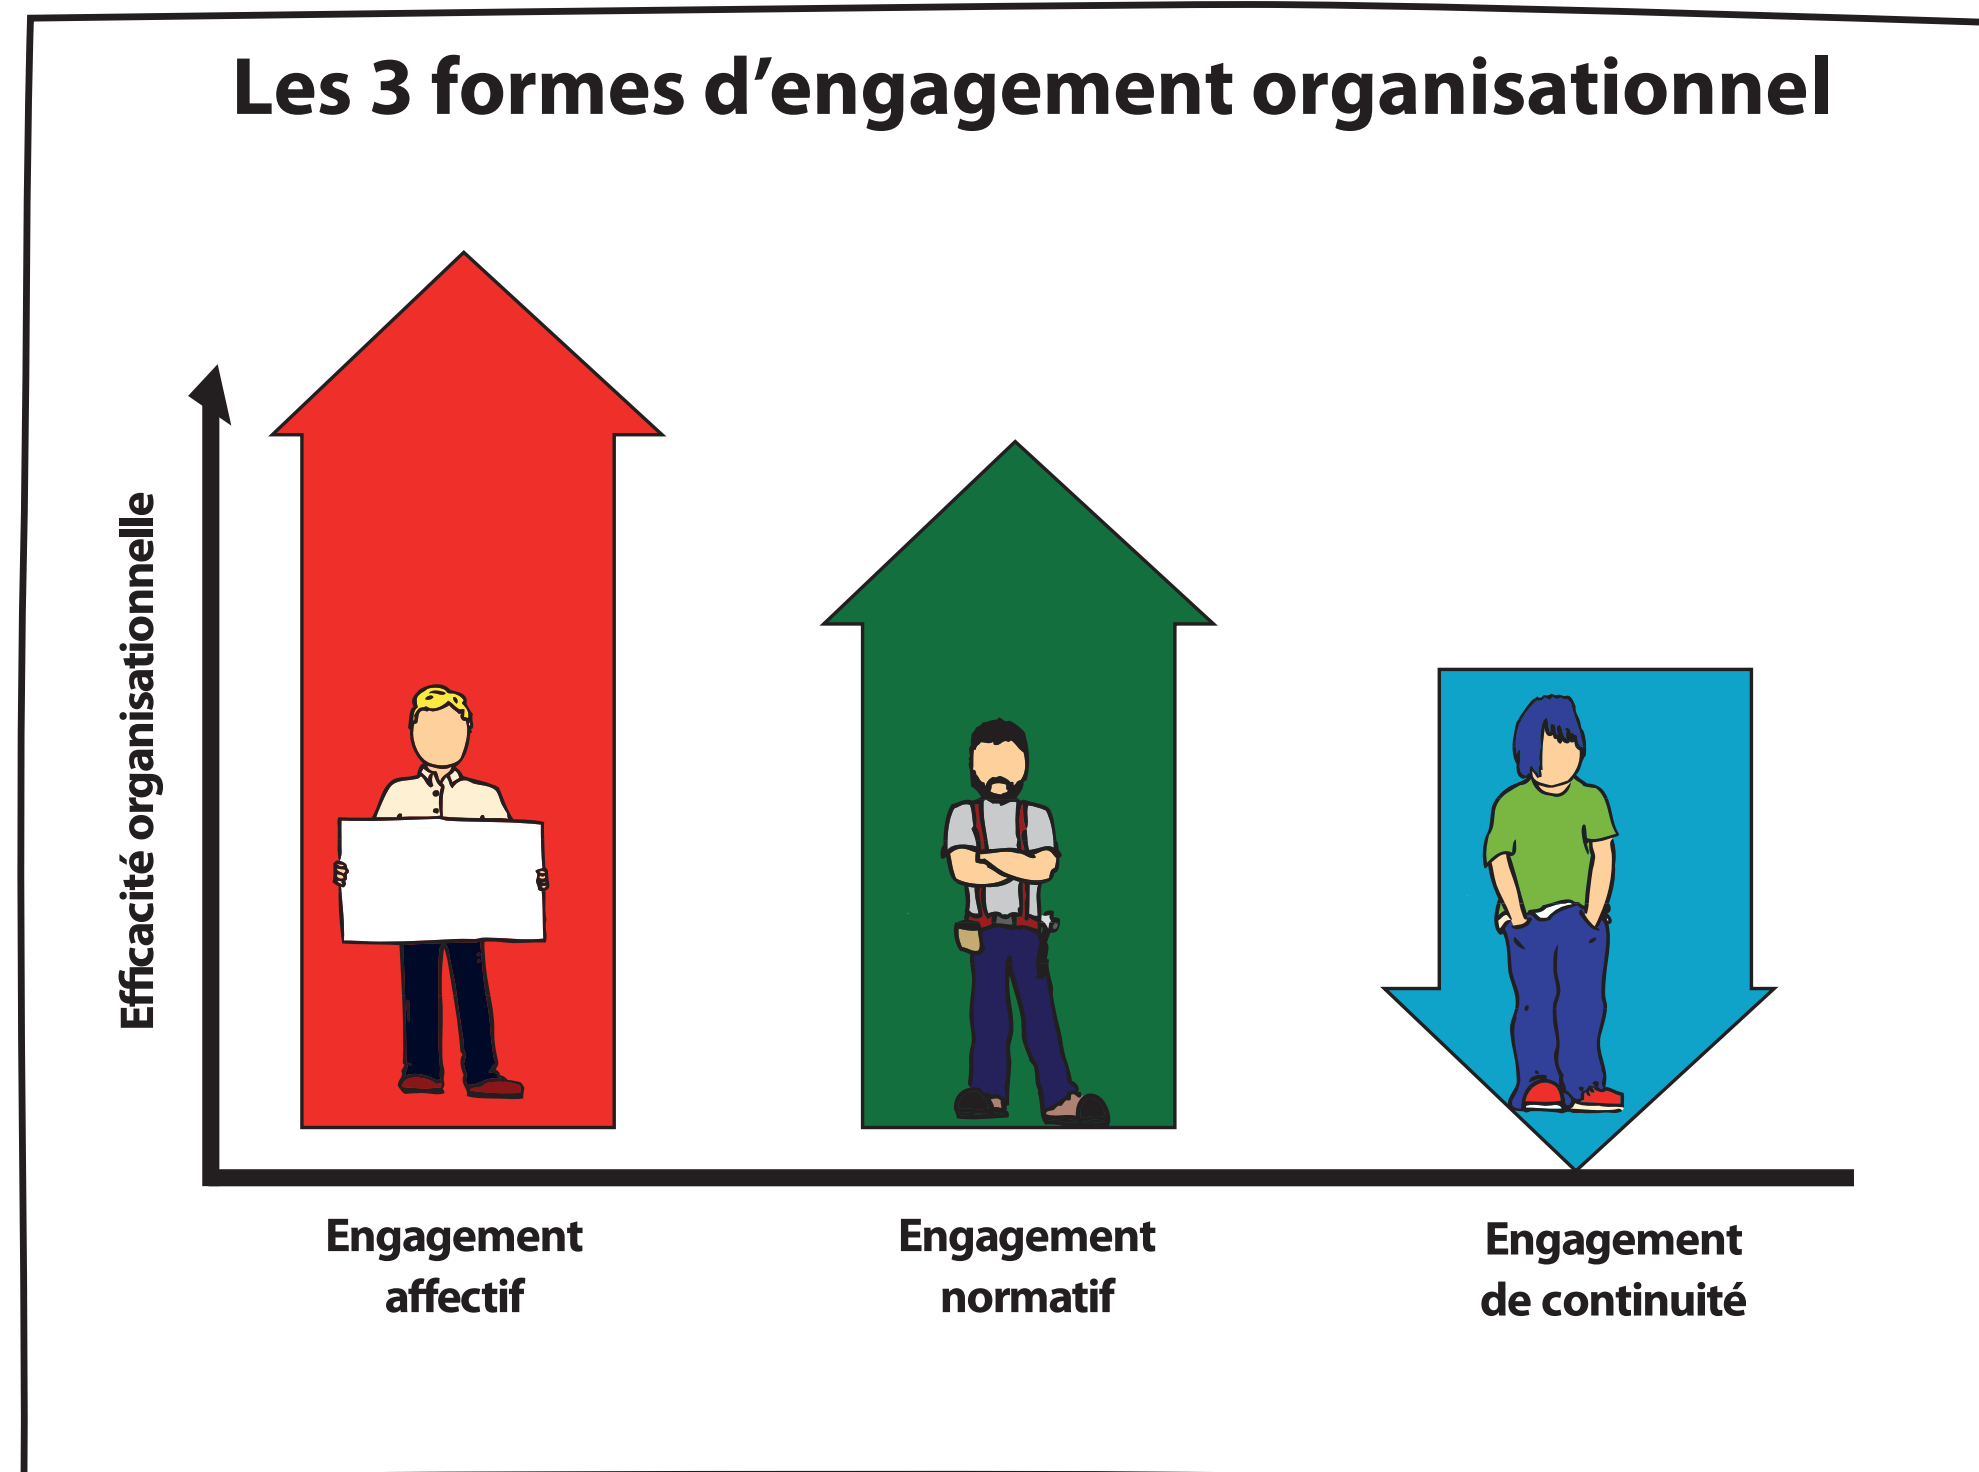 Les 3 formes d’engagement organisationnel
Efficacité organisationnelle
Engagement
affectif
Engagement
normatif
Engagement
de continuité